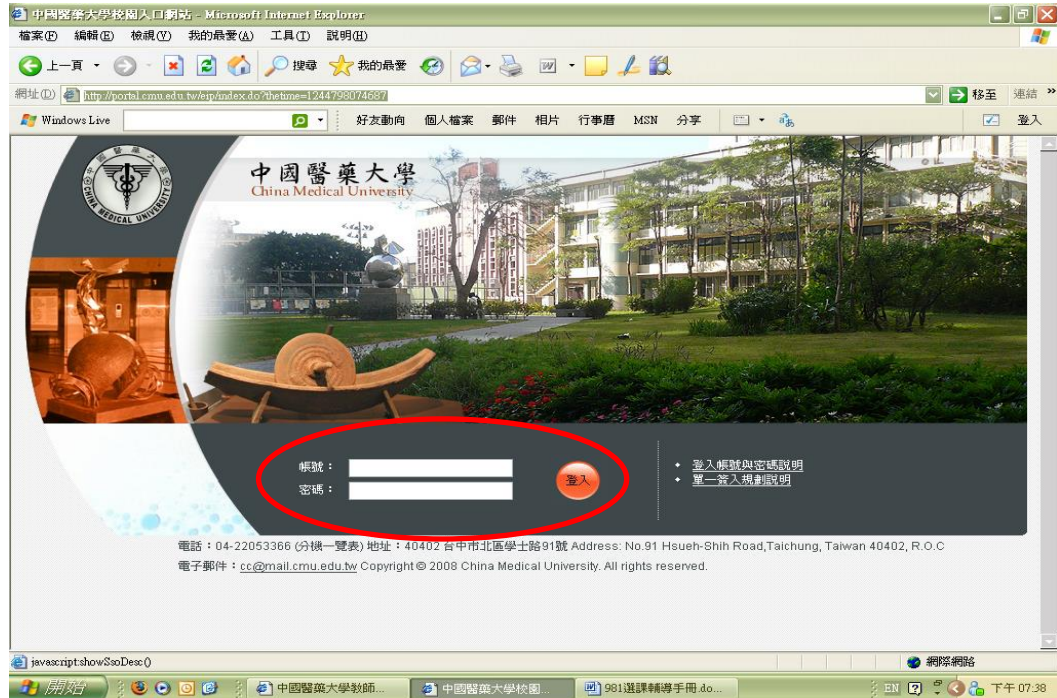 中國醫藥大學校園入口網站 - Microsoft Internet Explorer
檔案(F) 編輯(E) 檢視(V) 我的最愛(A) 工具(T) 說明(H)
上一頁 搜尋 我的最愛
網址(D) http://portal.cmu.edu.tw/eip/index.do?thetime=1244798074687 移至 連結 »
Windows Live 好友動向 個人檔案 郵件 相片 行事曆 MSN 分享 登入
CHINA MEDICAL UNIVERSITY
中國醫藥大學
China Medical University
帳號：
密碼：
登入
• 登入帳號與密碼說明
• 單一簽入規劃說明
電話：04-22053366 (分機一覽表) 地址：40402 台中市北區學士路91號 Address: No.91 Hsueh-Shih Road,Taichung, Taiwan 40402, R.O.C
電子郵件：cc@mail.cmu.edu.tw Copyright © 2008 China Medical University. All rights reserved.
javascript:showSsoDesc() 網際網路
開始 中國醫藥大學教師... 中國醫藥大學校園... 981選課輔導手冊.do... EN 下午 07:38